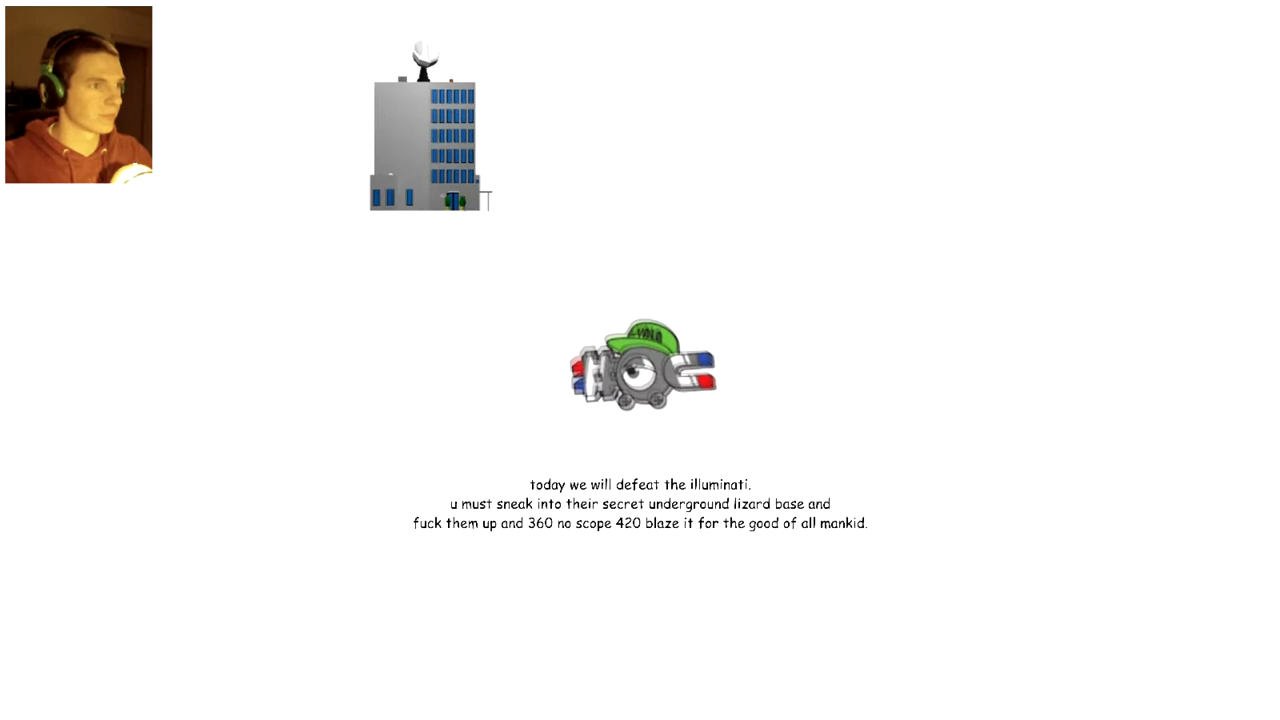 today we will defeat the illuminati.
u must sneak into their secret underground lizard base and
fuck them up and 360 no scope 420 blaze it for the good of all mankid.